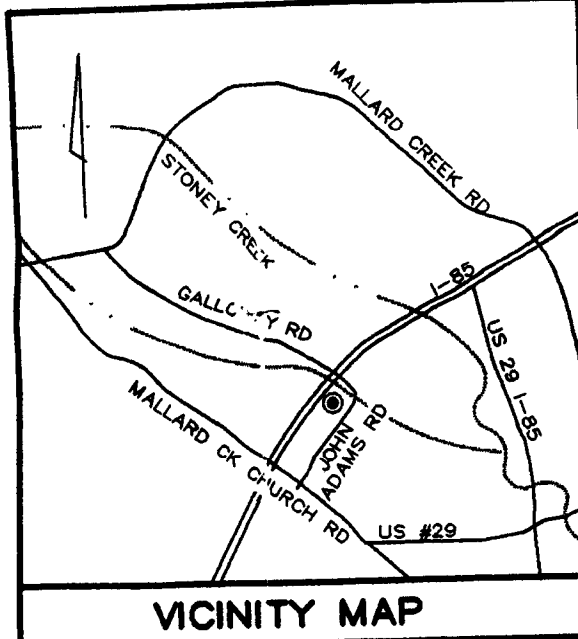 MALLARD CREEK RD
STONEY CREEK
I-85
RD
US 29 I-85
MALLARD CK CHURCH RD
JOHN
ADAMS RD
US #29
VICINITY MAP